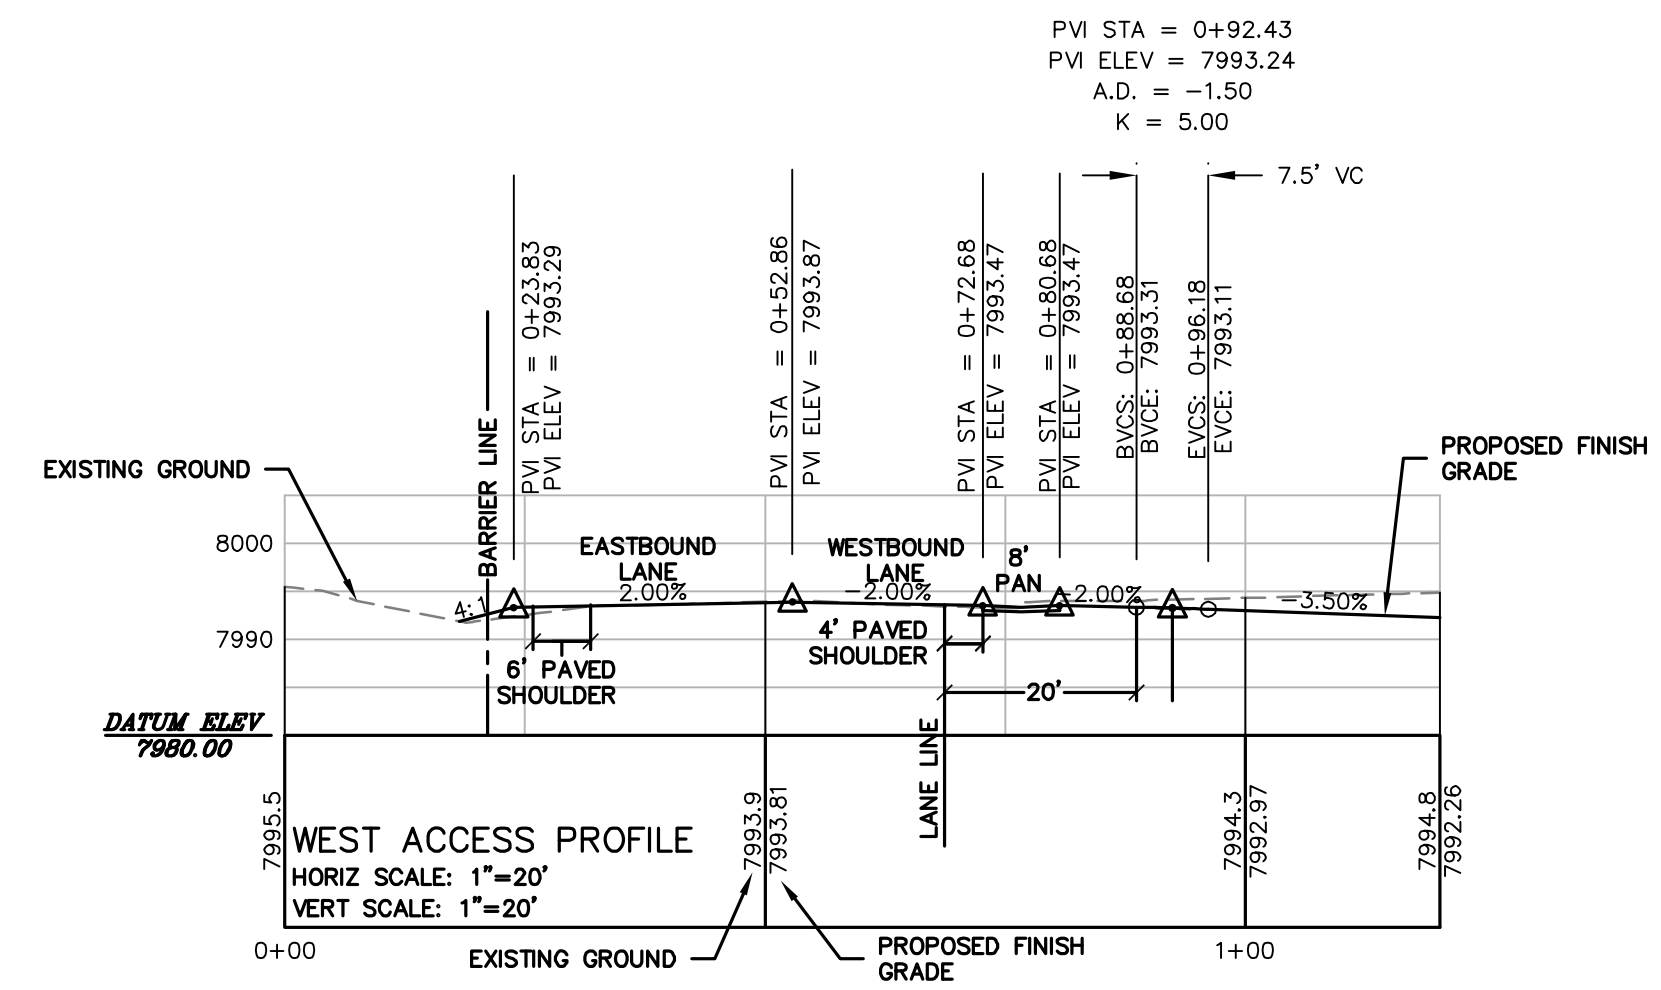 PVI STA = 0+92.43
PVI ELEV = 7993.24
A.D. = -1.50
K = 5.00
7.5' VC
PVI STA = 0+23.83
PVI ELEV = 7993.29
PVI STA = 0+52.86
PVI ELEV = 7993.87
PVI STA = 0+72.68
PVI ELEV = 7993.47
PVI STA = 0+80.68
PVI ELEV = 7993.47
BVCS: 0+88.68
BVCE: 7993.31
EVCS: 0+96.18
EVCE: 7993.11
BARRIER LINE
EXISTING GROUND
PROPOSED FINISH
GRADE
8000
7990
EASTBOUND
LANE
2.00%
WESTBOUND
LANE
-2.00%
8'
PAN
-2.00%
-3.50%
4:1
6' PAVED
SHOULDER
4' PAVED
SHOULDER
20'
LANE LINE
DATUM ELEV
7980.00
7995.5
7993.9
7993.81
7994.3
7992.97
7994.8
7992.26
WEST ACCESS PROFILE
HORIZ SCALE: 1"=20'
VERT SCALE: 1"=20'
0+00
1+00
EXISTING GROUND
PROPOSED FINISH
GRADE